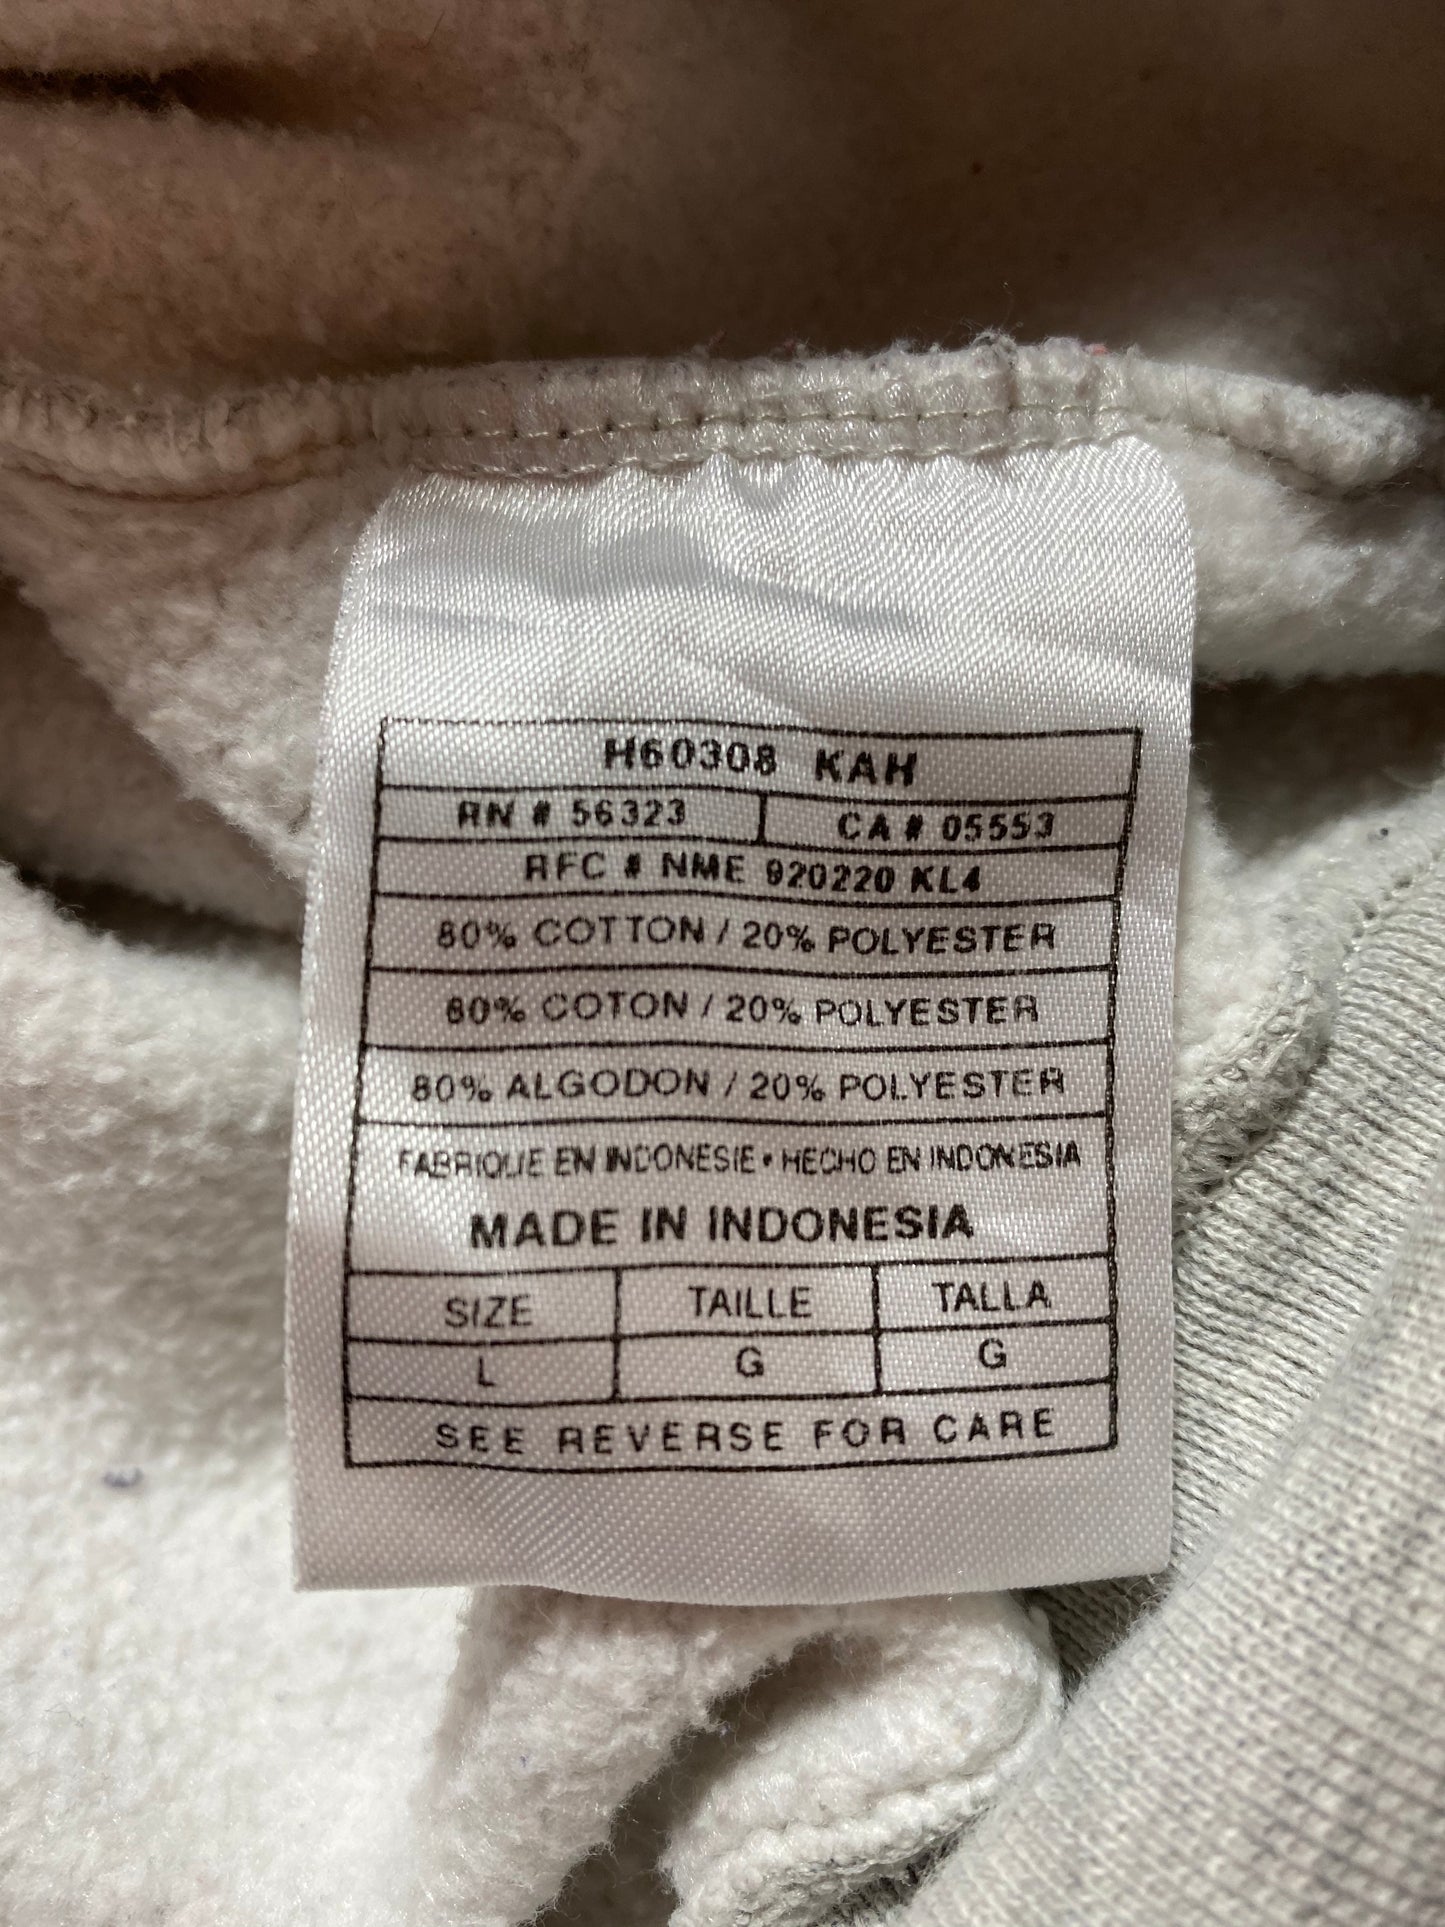 H60308 KAH
RN # 56323 CA # 05553
RFC # NME 920220 KL4
80% COTTON / 20% POLYESTER
80% COTON / 20% POLYESTER
80% ALGODON / 20% POLYESTER
FABRIQUE EN INDONESIE • HECHO EN INDONESIA
MADE IN INDONESIA
SIZE TAILLE TALLA
L G G
SEE REVERSE FOR CARE